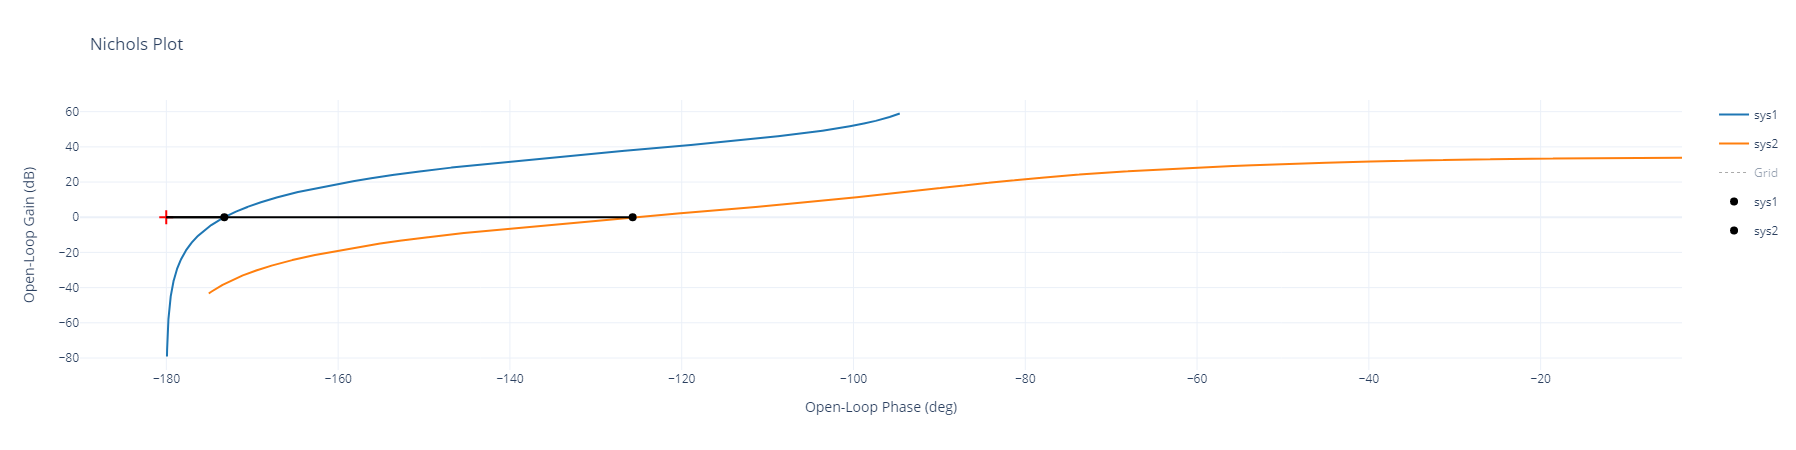 Nichols Plot
60
40
20
0
−20
−40
−60
−80
Open-Loop Gain (dB)
−180
−160
−140
−120
−100
−80
−60
−40
−20
Open-Loop Phase (deg)
sys1
sys2
Grid
sys1
sys2